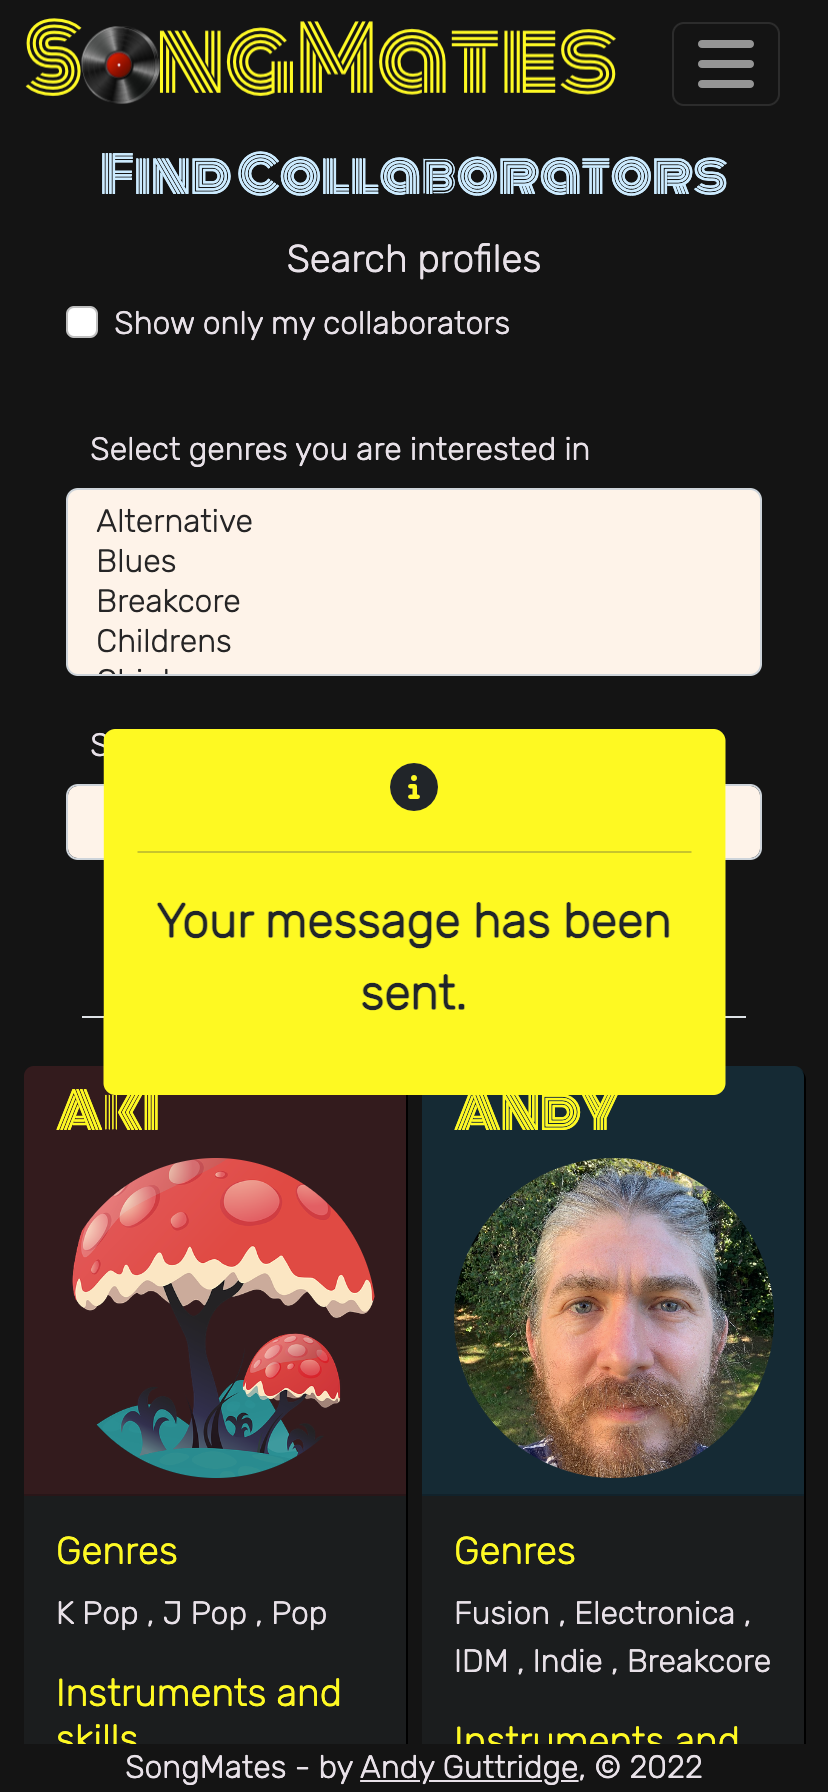 SongMates
Find Collaborators
Search profiles
Show only my collaborators
Select genres you are interested in
Alternative
Blues
Breakcore
Childrens
Your message has been
sent.
AKI
ANDY
Genres
K Pop , J Pop , Pop
Instruments and
skills
Genres
Fusion , Electronica ,
IDM , Indie , Breakcore
Instruments and
SongMates - by Andy Guttridge, © 2022